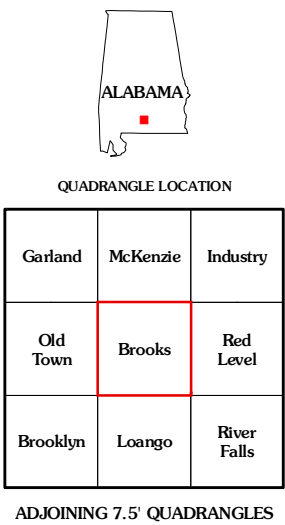 ALABAMA
QUADRANGLE LOCATION
Garland McKenzie Industry
Old Town Brooks Red Level
Brooklyn Loango River Falls
ADJOINING 7.5' QUADRANGLES